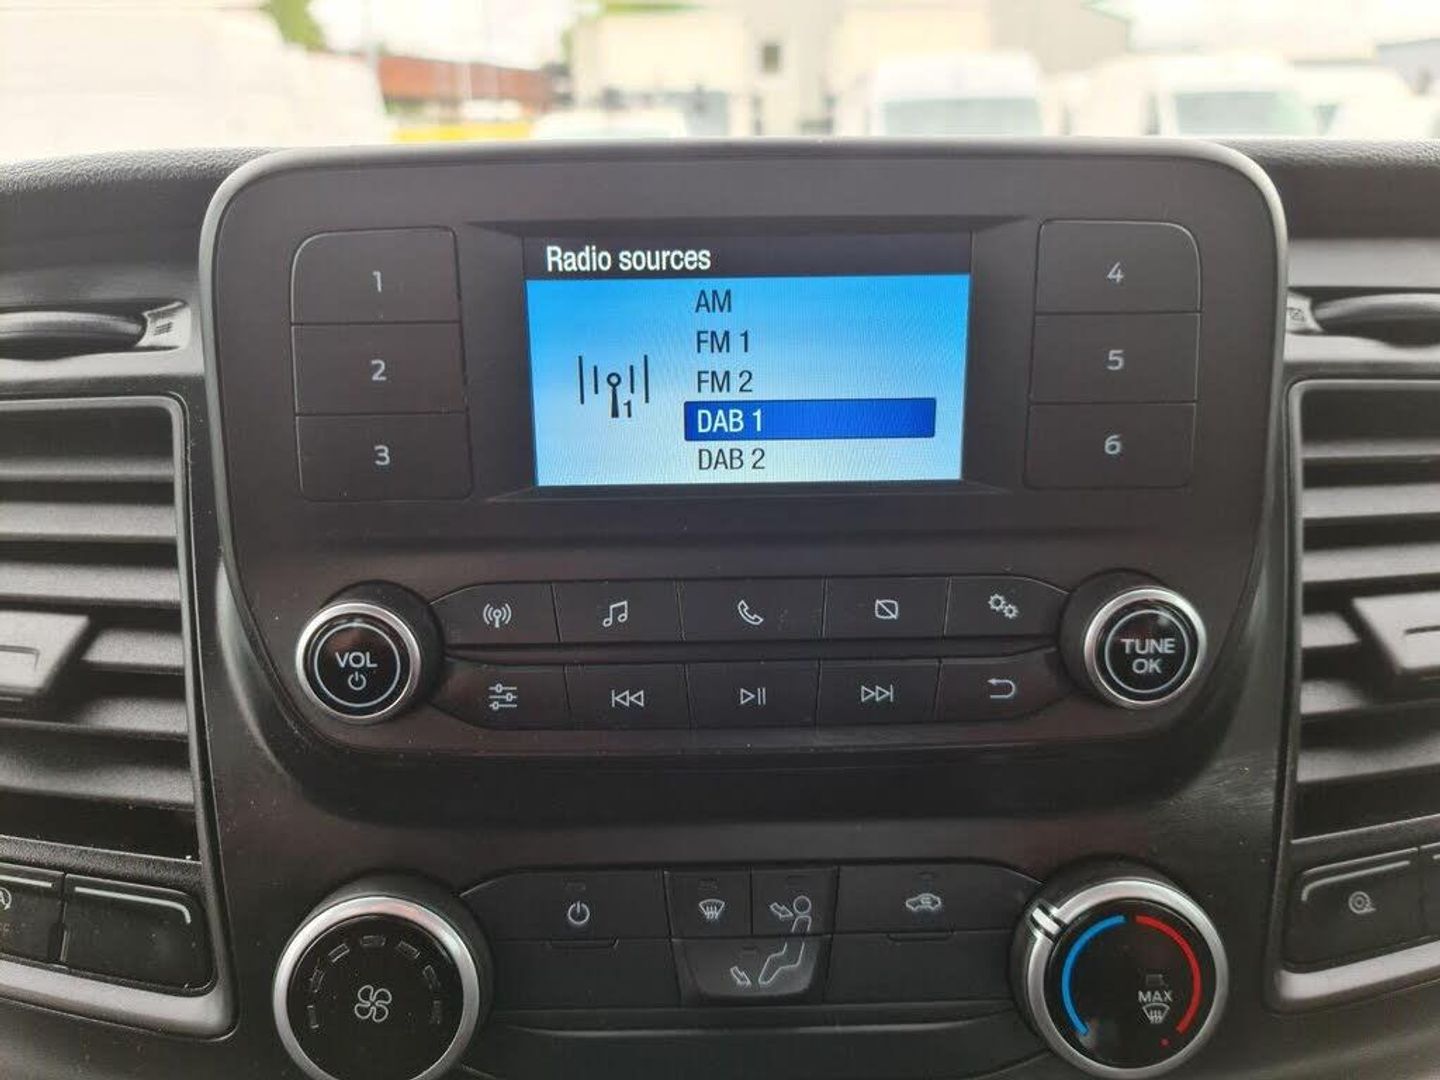 Radio sources
AM
FM 1
FM 2
DAB 1
DAB 2
1
1
2
3
4
5
6
VOL
TUNE
OK
MAX